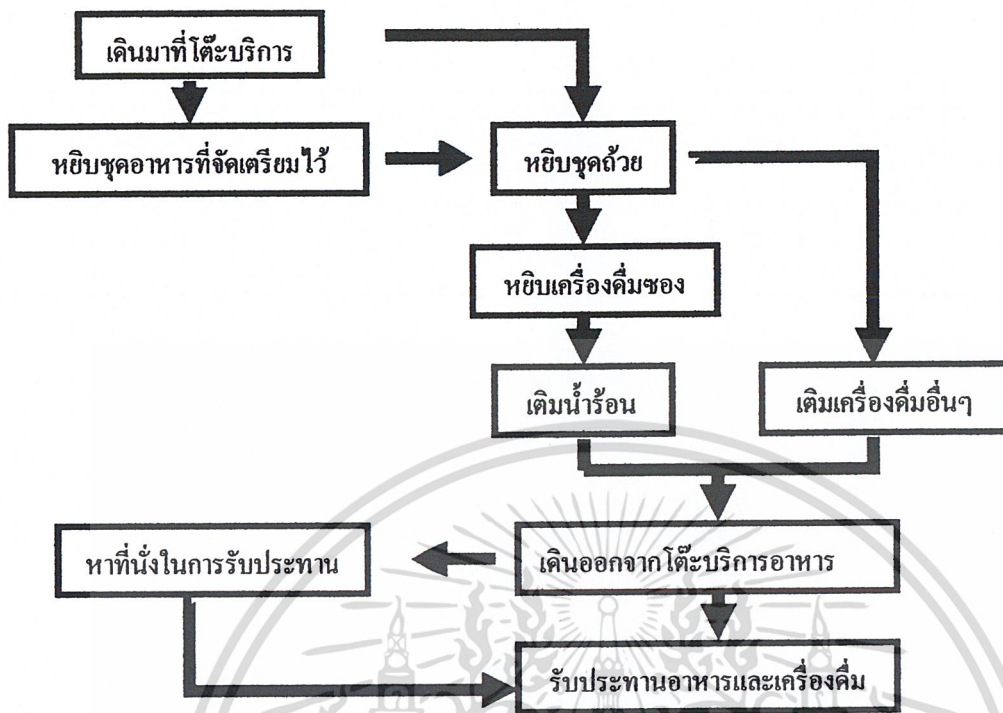 เดินมาที่โต๊ะบริการ
หยิบชุดอาหารที่จัดเตรียมไว้
หยิบชุดถ้วย
หยิบเครื่องดื่มซอง
เติมน้ำร้อน
เติมเครื่องดื่มอื่นๆ
เดินออกจากโต๊ะบริการอาหาร
หาที่นั่งในการรับประทาน
รับประทานอาหารและเครื่องดื่ม